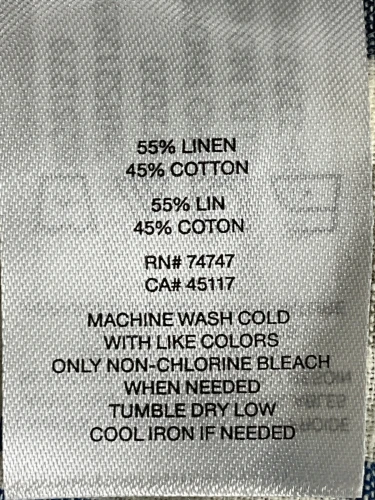 55% LINEN
45% COTTON
55% LIN
45% COTON
RN# 74747
CA# 45117
MACHINE WASH COLD
WITH LIKE COLORS
ONLY NON-CHLORINE BLEACH
WHEN NEEDED
TUMBLE DRY LOW
COOL IRON IF NEEDED